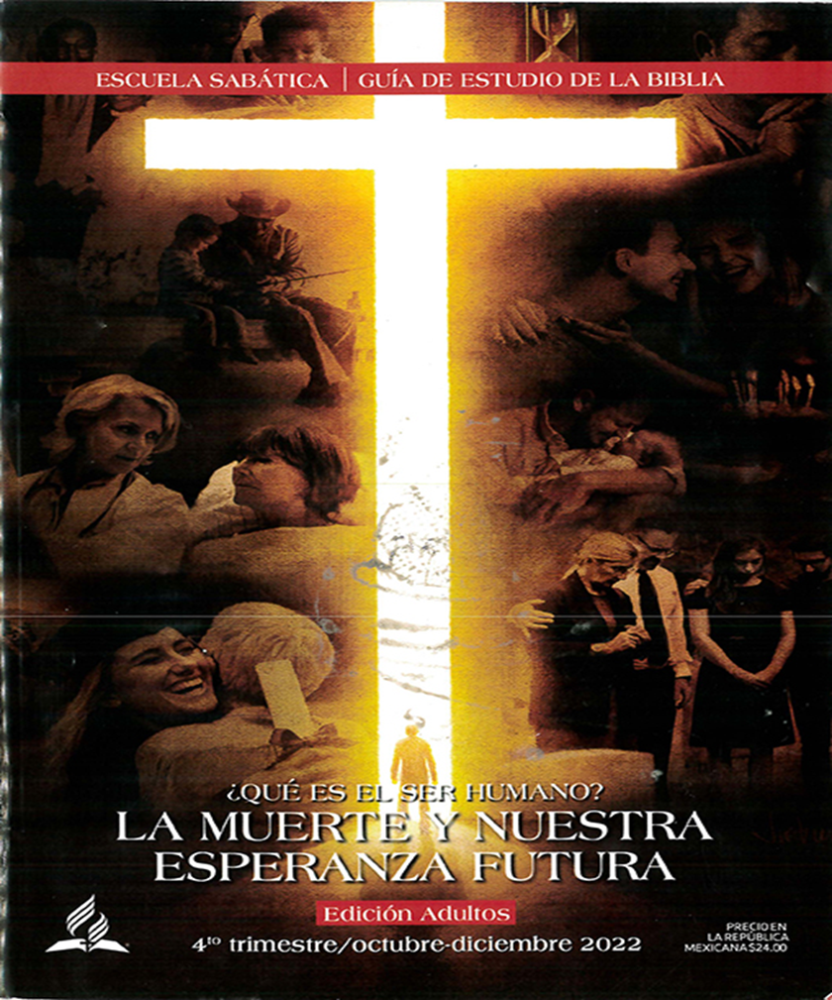 ESCUELA SABÁTICA | GUÍA DE ESTUDIO DE LA BIBLIA
¿QUÉ ES EL SER HUMANO?
LA MUERTE Y NUESTRA
ESPERANZA FUTURA
Edición Adultos
4to trimestre/octubre-diciembre 2022
PRECIO EN
LA REPÚBLICA
MEXICANA $24.00